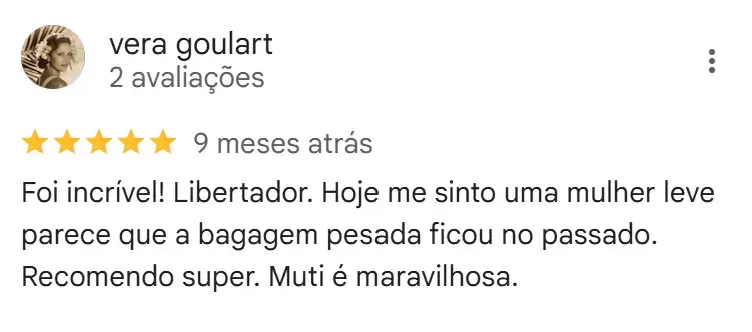 vera goulart
2 avaliações
9 meses atrás
Foi incrível! Libertador. Hoje me sinto uma mulher leve
parece que a bagagem pesada ficou no passado.
Recomendo super. Muti é maravilhosa.